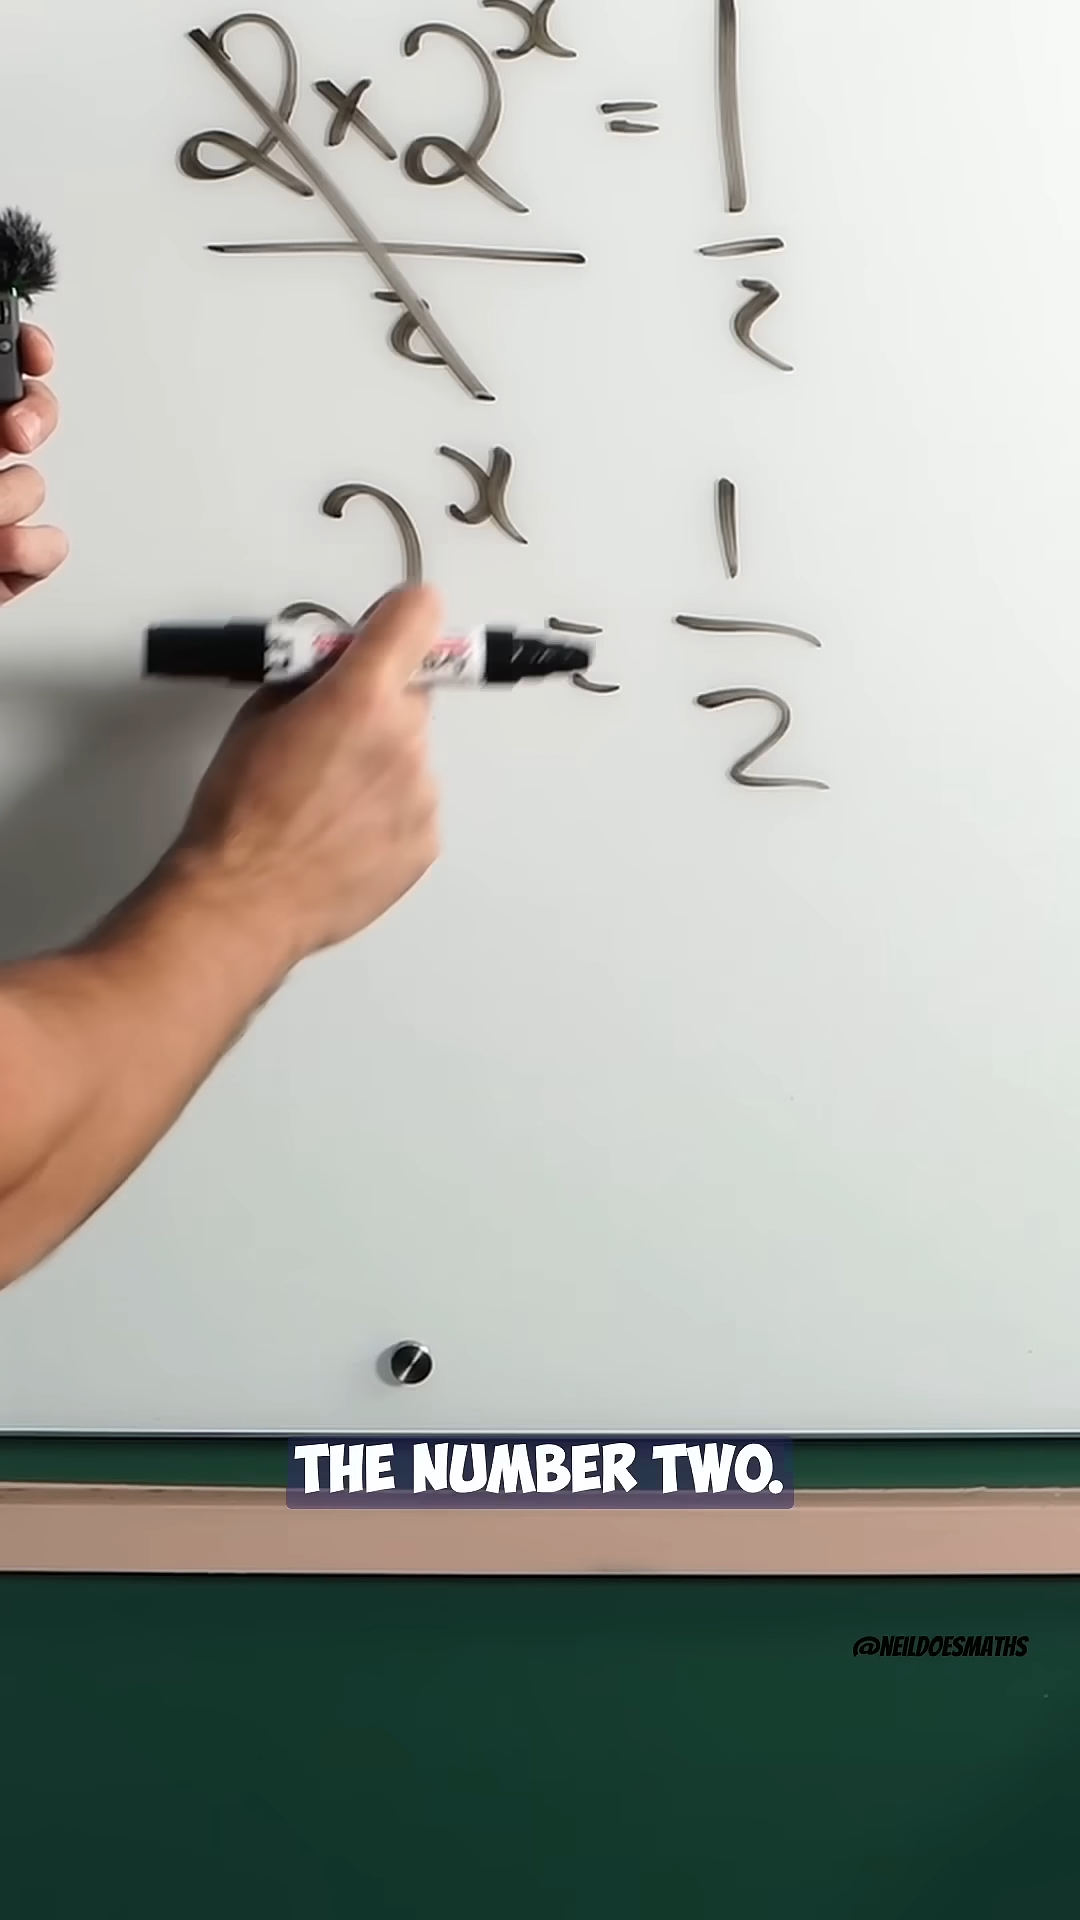 2 × 2^x = 1
2 2
2^x = 1/2
THE NUMBER TWO.
@NEILDOESMATHS